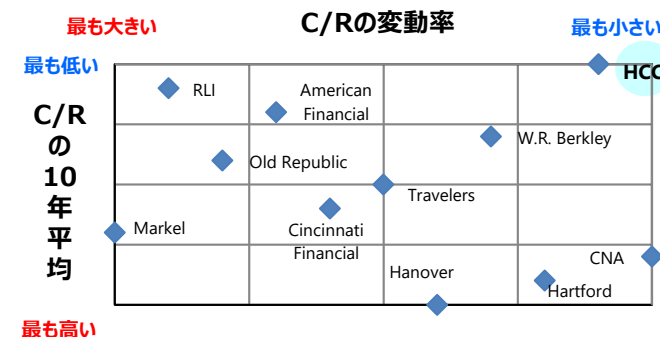 C/Rの変動率
最も大きい
最も小さい
最も低い
HCC
C/R
の
10
年
平
均
RLI
American
Financial
W.R. Berkley
Old Republic
Travelers
Markel
Cincinnati
Financial
CNA
Hanover
Hartford
最も高い